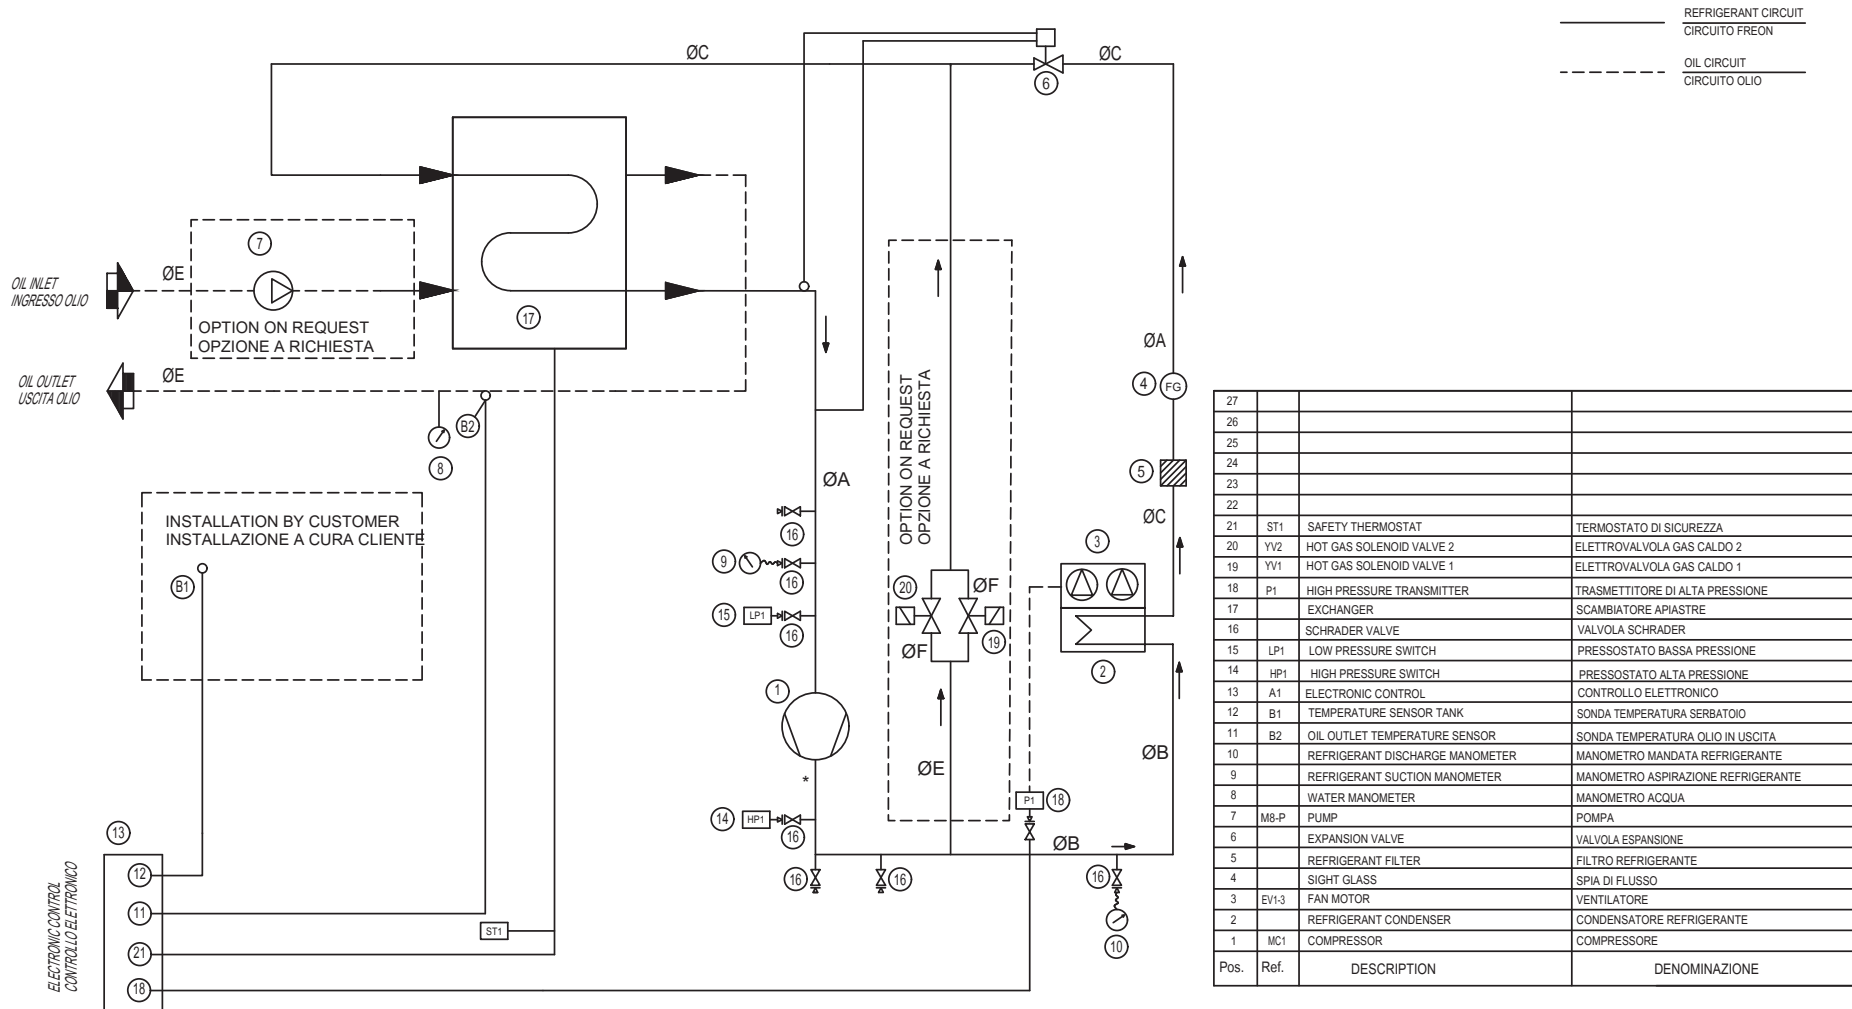 REFRIGERANT CIRCUIT
CIRCUITO FREON
OIL CIRCUIT
CIRCUITO OLIO
ØC
ØC
6
7
OIL INLET
INGRESSO OLIO
ØE
OPTION ON REQUEST
OPZIONE A RICHIESTA
17
OIL OUTLET
USCITA OLIO
ØE
B2
8
ØA
4
FG
5
ØC
OPTION ON REQUEST
OPZIONE A RICHIESTA
ØA
INSTALLATION BY CUSTOMER
INSTALLAZIONE A CURA CLIENTE
B1
16
9
16
15
LP1
16
20
ØF
ØF
19
3
2
1
*
ØE
ØB
14
HP1
16
P1
18
ØB
16
16
16
10
13
ELECTRONIC CONTROL
CONTROLLO ELETTRONICO
12
11
21
18
ST1
27
26
25
24
23
22
21 ST1 SAFETY THERMOSTAT TERMOSTATO DI SICUREZZA
20 YV2 HOT GAS SOLENOID VALVE 2 ELETTROVALVOLA GAS CALDO 2
19 YV1 HOT GAS SOLENOID VALVE 1 ELETTROVALVOLA GAS CALDO 1
18 P1 HIGH PRESSURE TRANSMITTER TRASMETTITORE DI ALTA PRESSIONE
17 EXCHANGER SCAMBIATORE APIASTRE
16 SCHRADER VALVE VALVOLA SCHRADER
15 LP1 LOW PRESSURE SWITCH PRESSOSTATO BASSA PRESSIONE
14 HP1 HIGH PRESSURE SWITCH PRESSOSTATO ALTA PRESSIONE
13 A1 ELECTRONIC CONTROL CONTROLLO ELETTRONICO
12 B1 TEMPERATURE SENSOR TANK SONDA TEMPERATURA SERBATOIO
11 B2 OIL OUTLET TEMPERATURE SENSOR SONDA TEMPERATURA OLIO IN USCITA
10 REFRIGERANT DISCHARGE MANOMETER MANOMETRO MANDATA REFRIGERANTE
9 REFRIGERANT SUCTION MANOMETER MANOMETRO ASPIRAZIONE REFRIGERANTE
8 WATER MANOMETER MANOMETRO ACQUA
7 M8-P PUMP POMPA
6 EXPANSION VALVE VALVOLA ESPANSIONE
5 REFRIGERANT FILTER FILTRO REFRIGERANTE
4 SIGHT GLASS SPIA DI FLUSSO
3 EV1-3 FAN MOTOR VENTILATORE
2 REFRIGERANT CONDENSER CONDENSATORE REFRIGERANTE
1 MC1 COMPRESSOR COMPRESSORE
Pos. Ref. DESCRIPTION DENOMINAZIONE